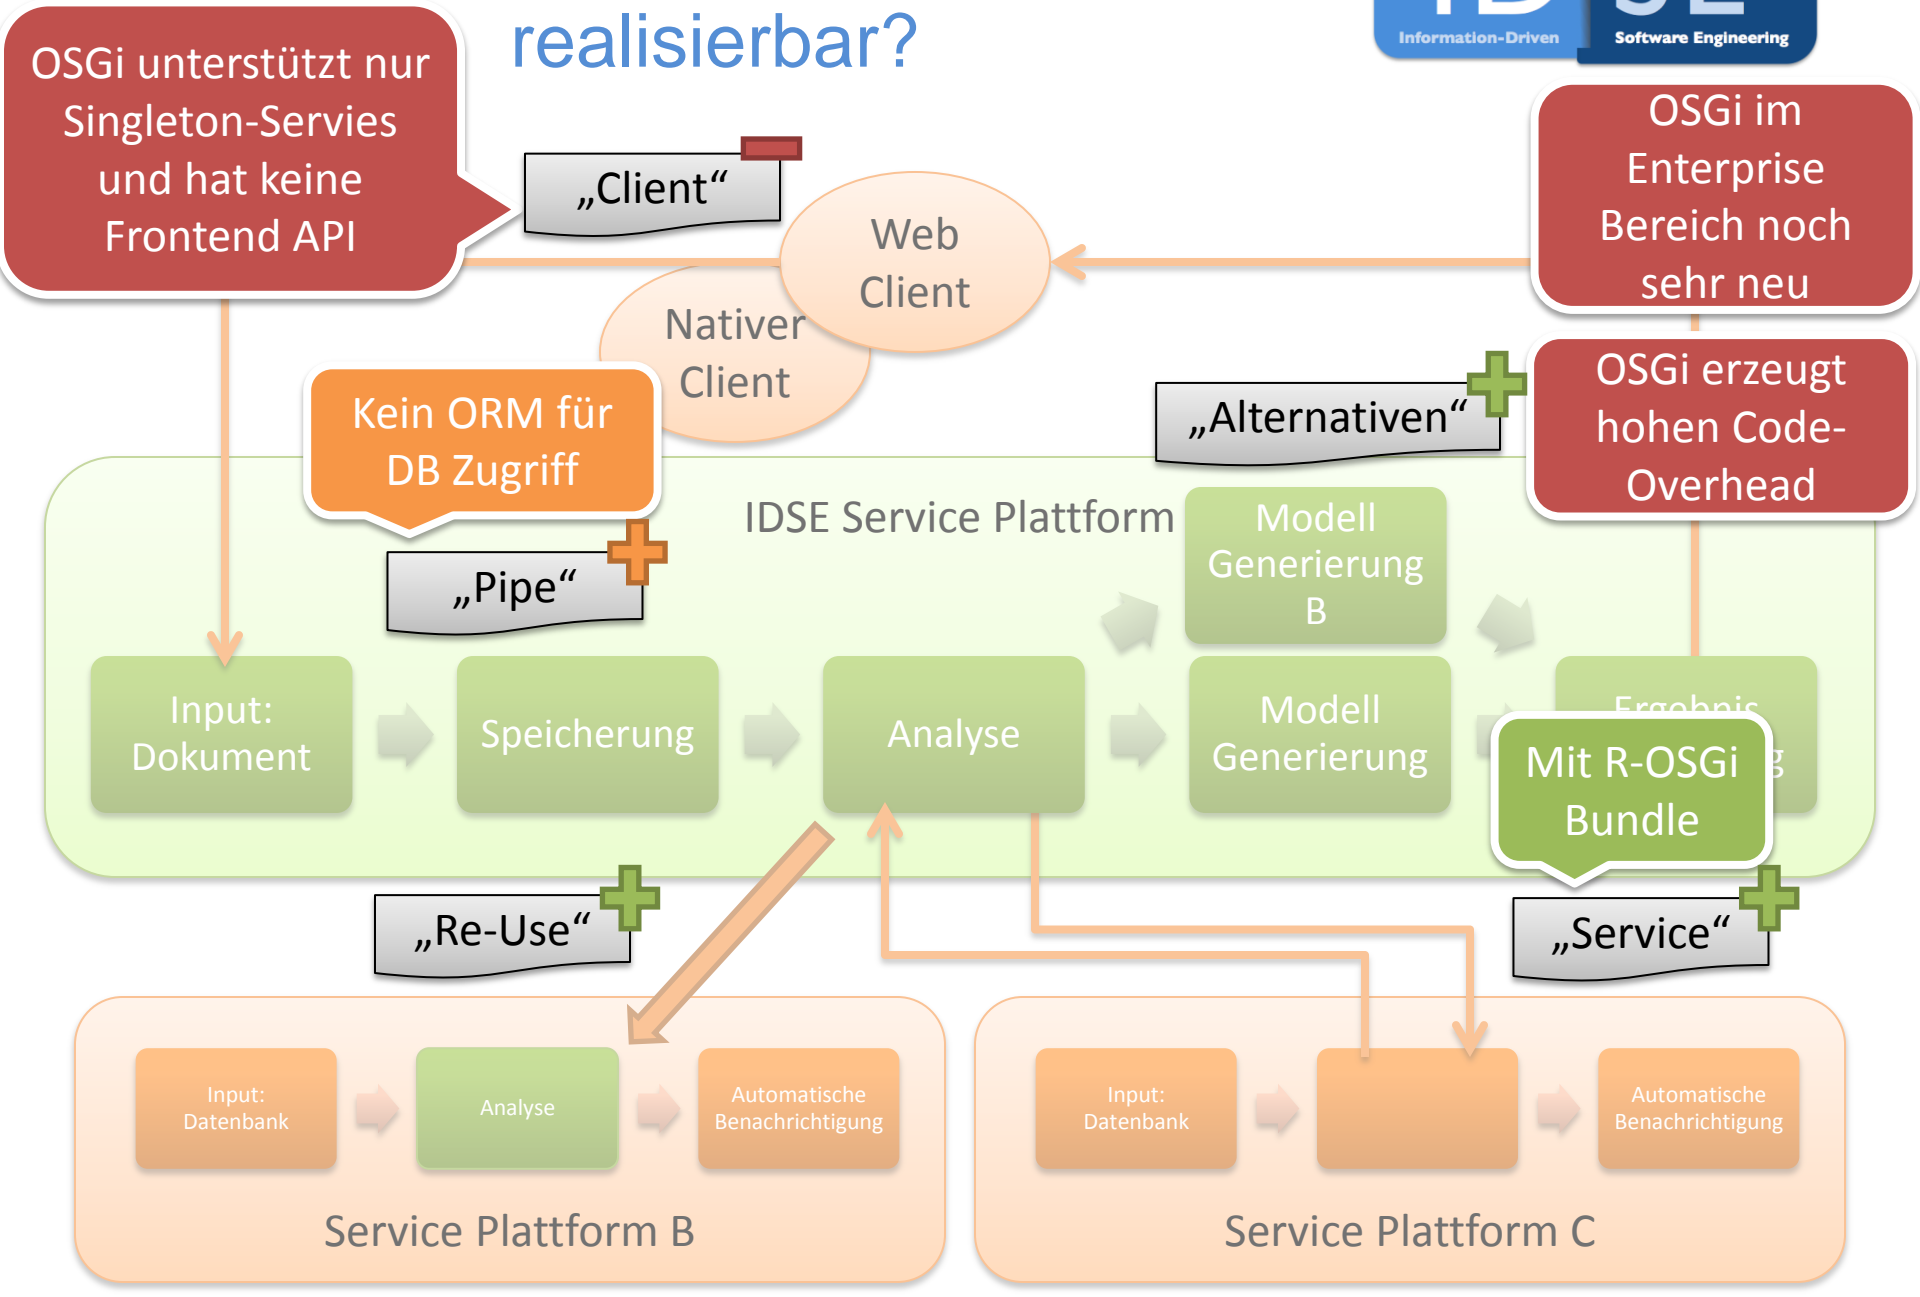 realisierbar?
Information-Driven
Software Engineering
OSGi unterstützt nur
Singleton-Servies
und hat keine
Frontend API
„Client“
Web
Client
Nativer
Client
OSGi im
Enterprise
Bereich noch
sehr neu
OSGi erzeugt
hohen Code-
Overhead
„Alternativen“
Kein ORM für
DB Zugriff
„Pipe“
IDSE Service Plattform
Modell
Generierung
B
Input:
Dokument
Speicherung
Analyse
Modell
Generierung
Ergebnis
Mit R-OSGi
Bundle
„Re-Use“
„Service“
Input:
Datenbank
Analyse
Automatische
Benachrichtigung
Service Plattform B
Input:
Datenbank
Automatische
Benachrichtigung
Service Plattform C